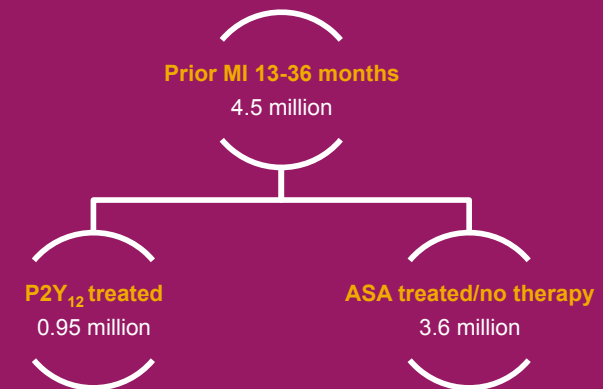 Prior MI 13-36 months
4.5 million
P2Y₁₂ treated
0.95 million
ASA treated/no therapy
3.6 million